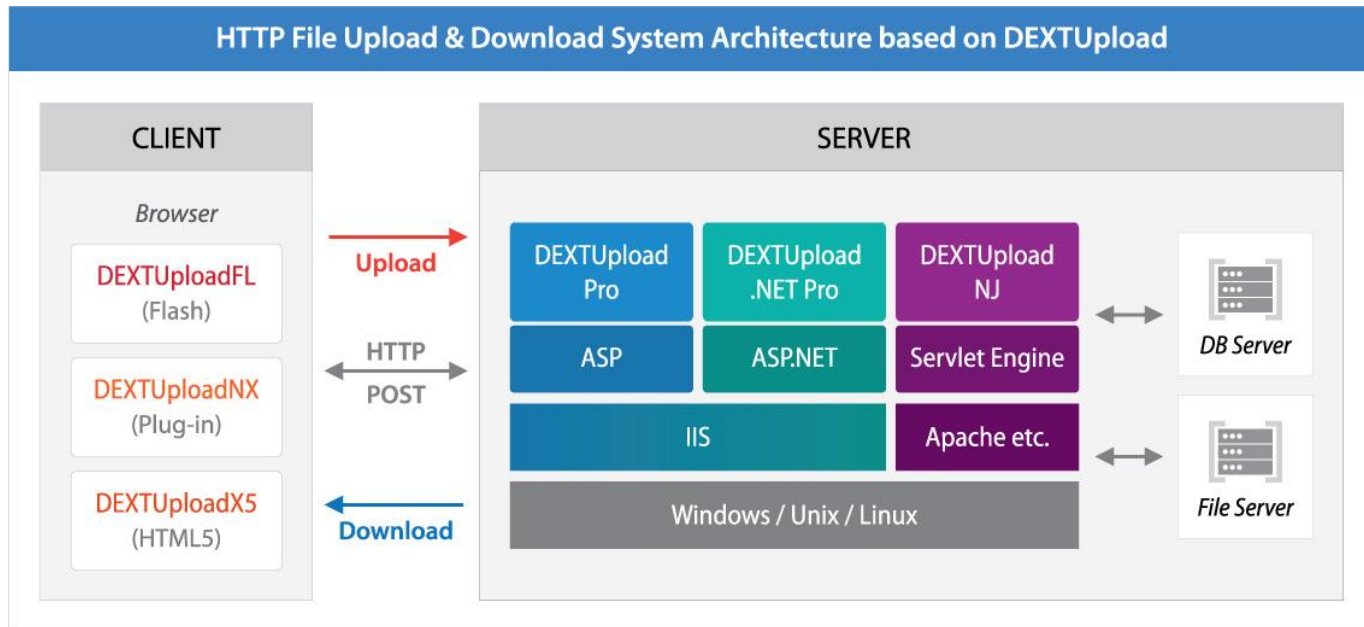 HTTP File Upload & Download System Architecture based on DEXTUpload
CLIENT
Browser
DEXTUploadFL
(Flash)
DEXTUploadNX
(Plug-in)
DEXTUploadX5
(HTML5)
Upload
HTTP
POST
Download
SERVER
DEXTUpload
Pro
DEXTUpload
.NET Pro
DEXTUpload
NJ
ASP
ASP.NET
Servlet Engine
IIS
Apache etc.
Windows / Unix / Linux
DB Server
File Server